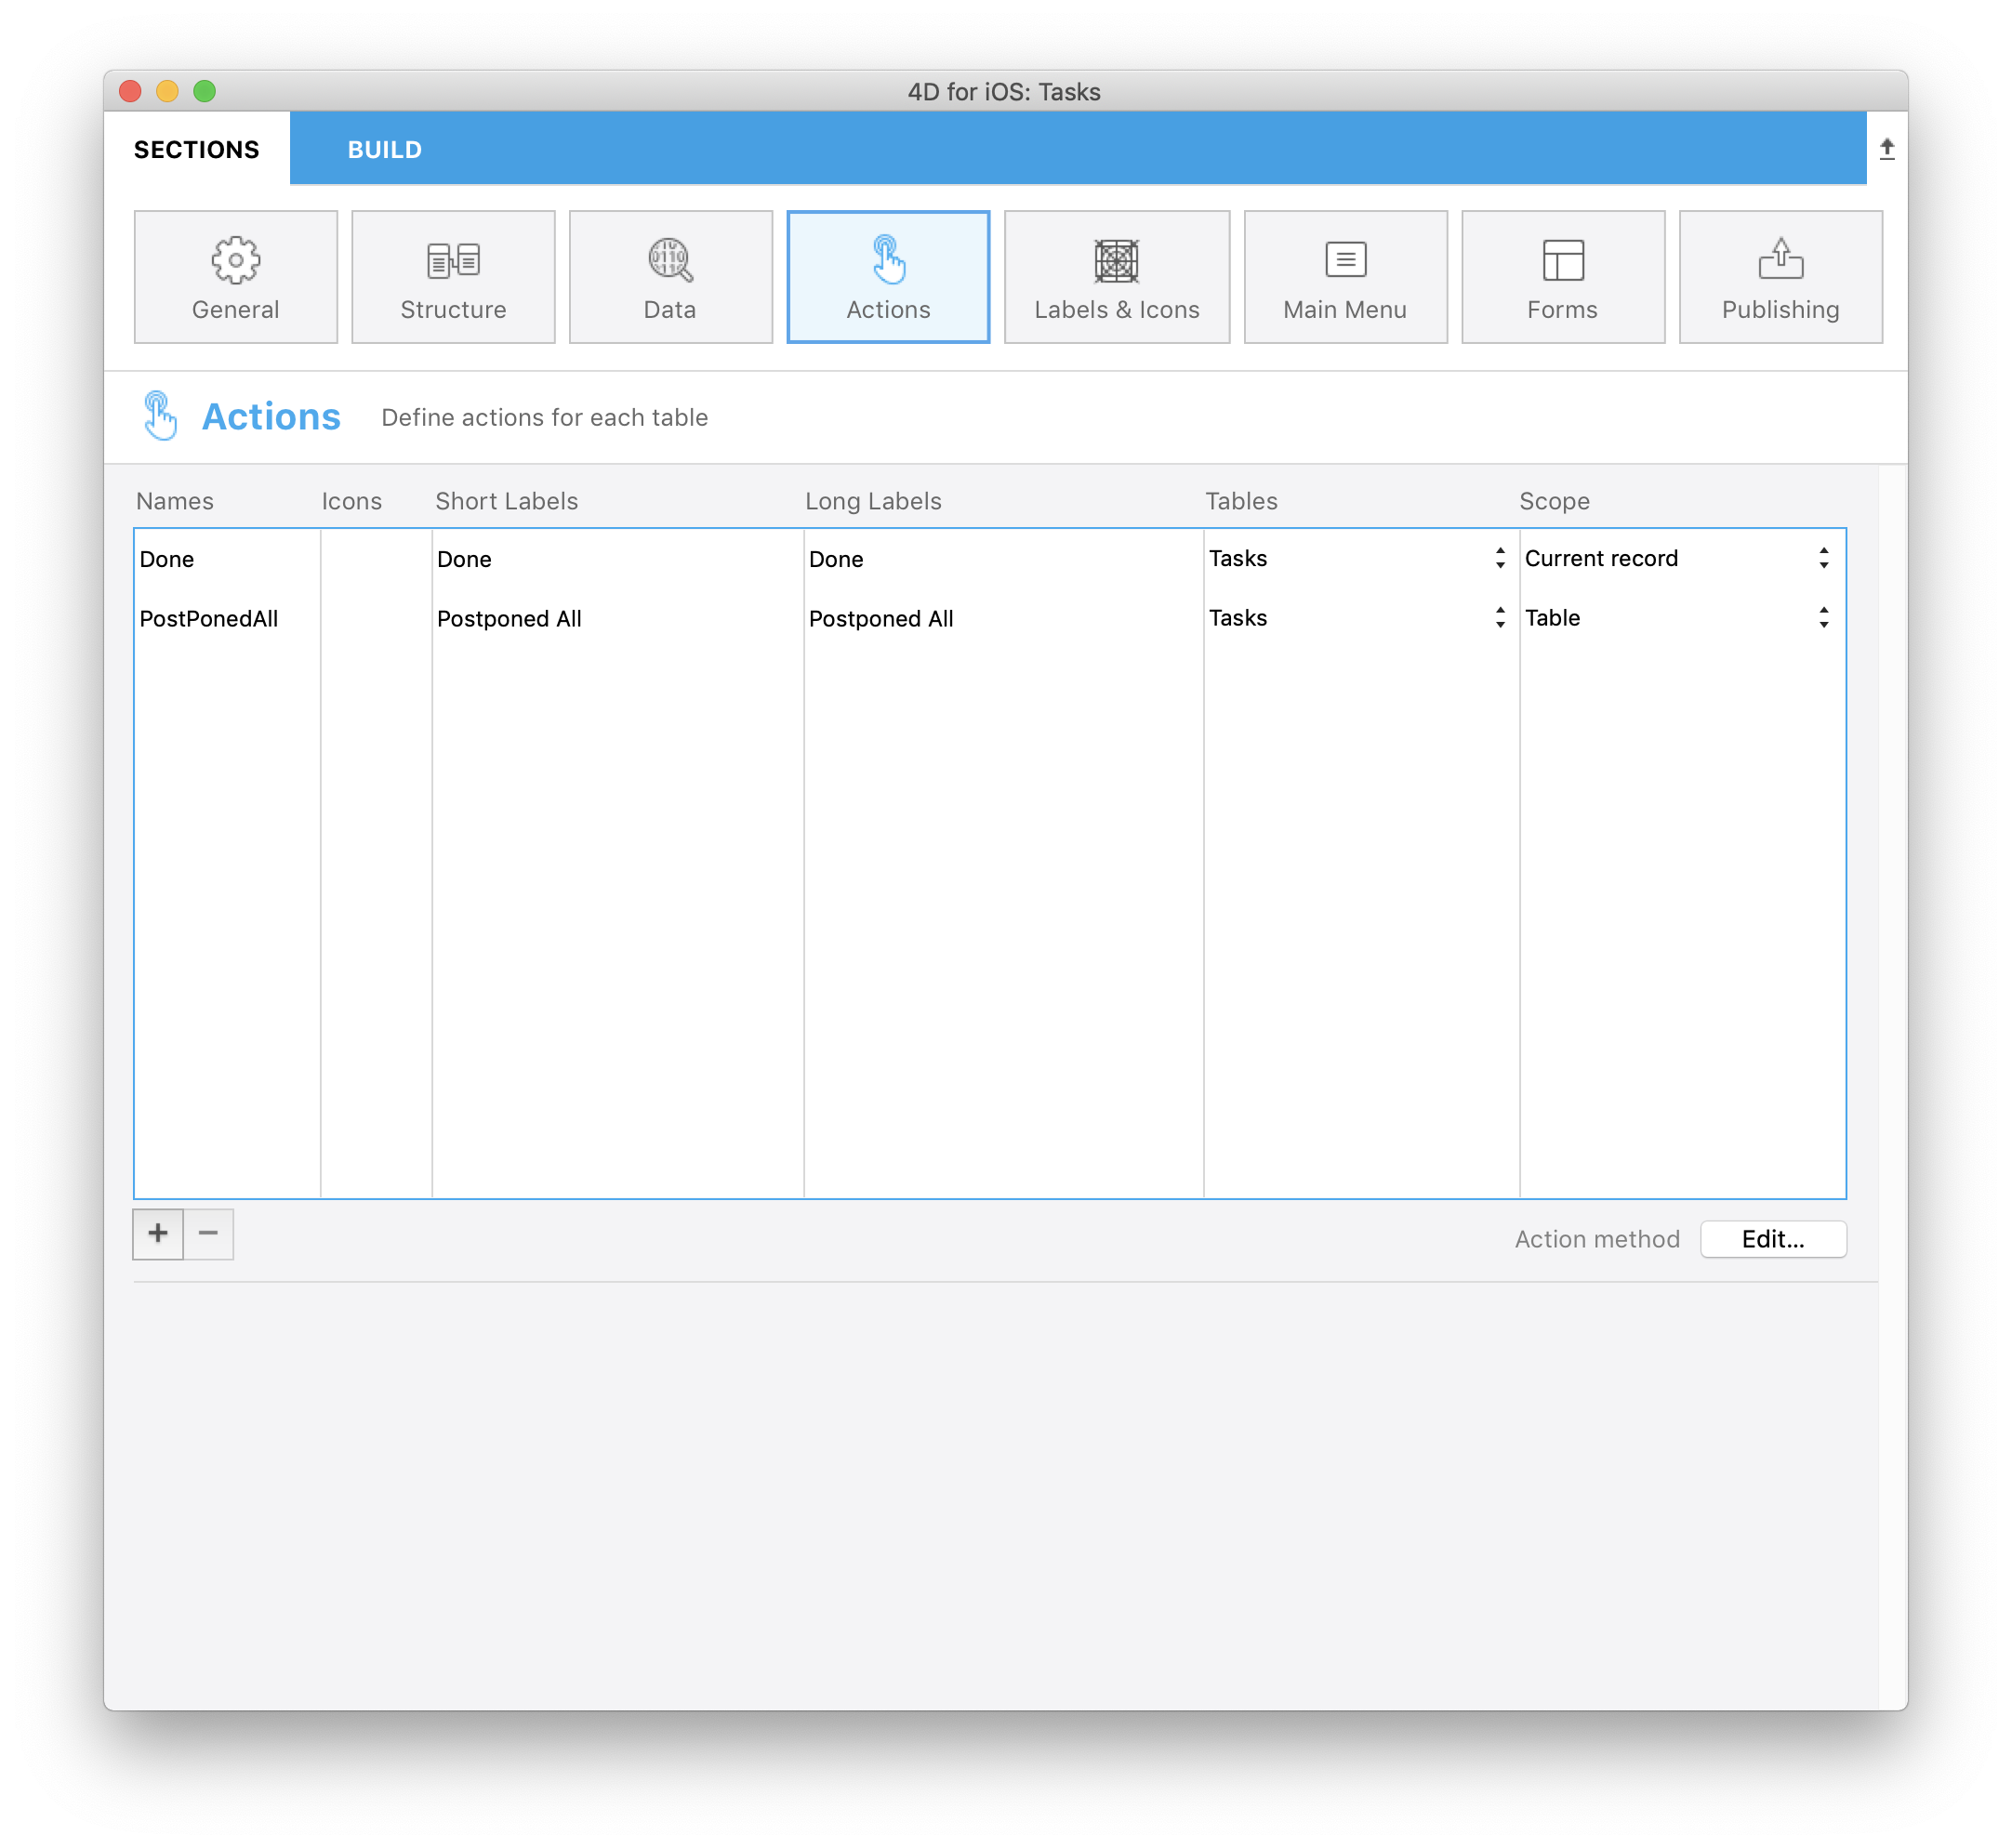 4D for iOS: Tasks
SECTIONS BUILD
General Structure Data Actions Labels & Icons Main Menu Forms Publishing
Actions Define actions for each table
Names Icons Short Labels Long Labels Tables Scope
Done Done Done Tasks Current record
PostPonedAll Postponed All Postponed All Tasks Table
+ − Action method Edit...